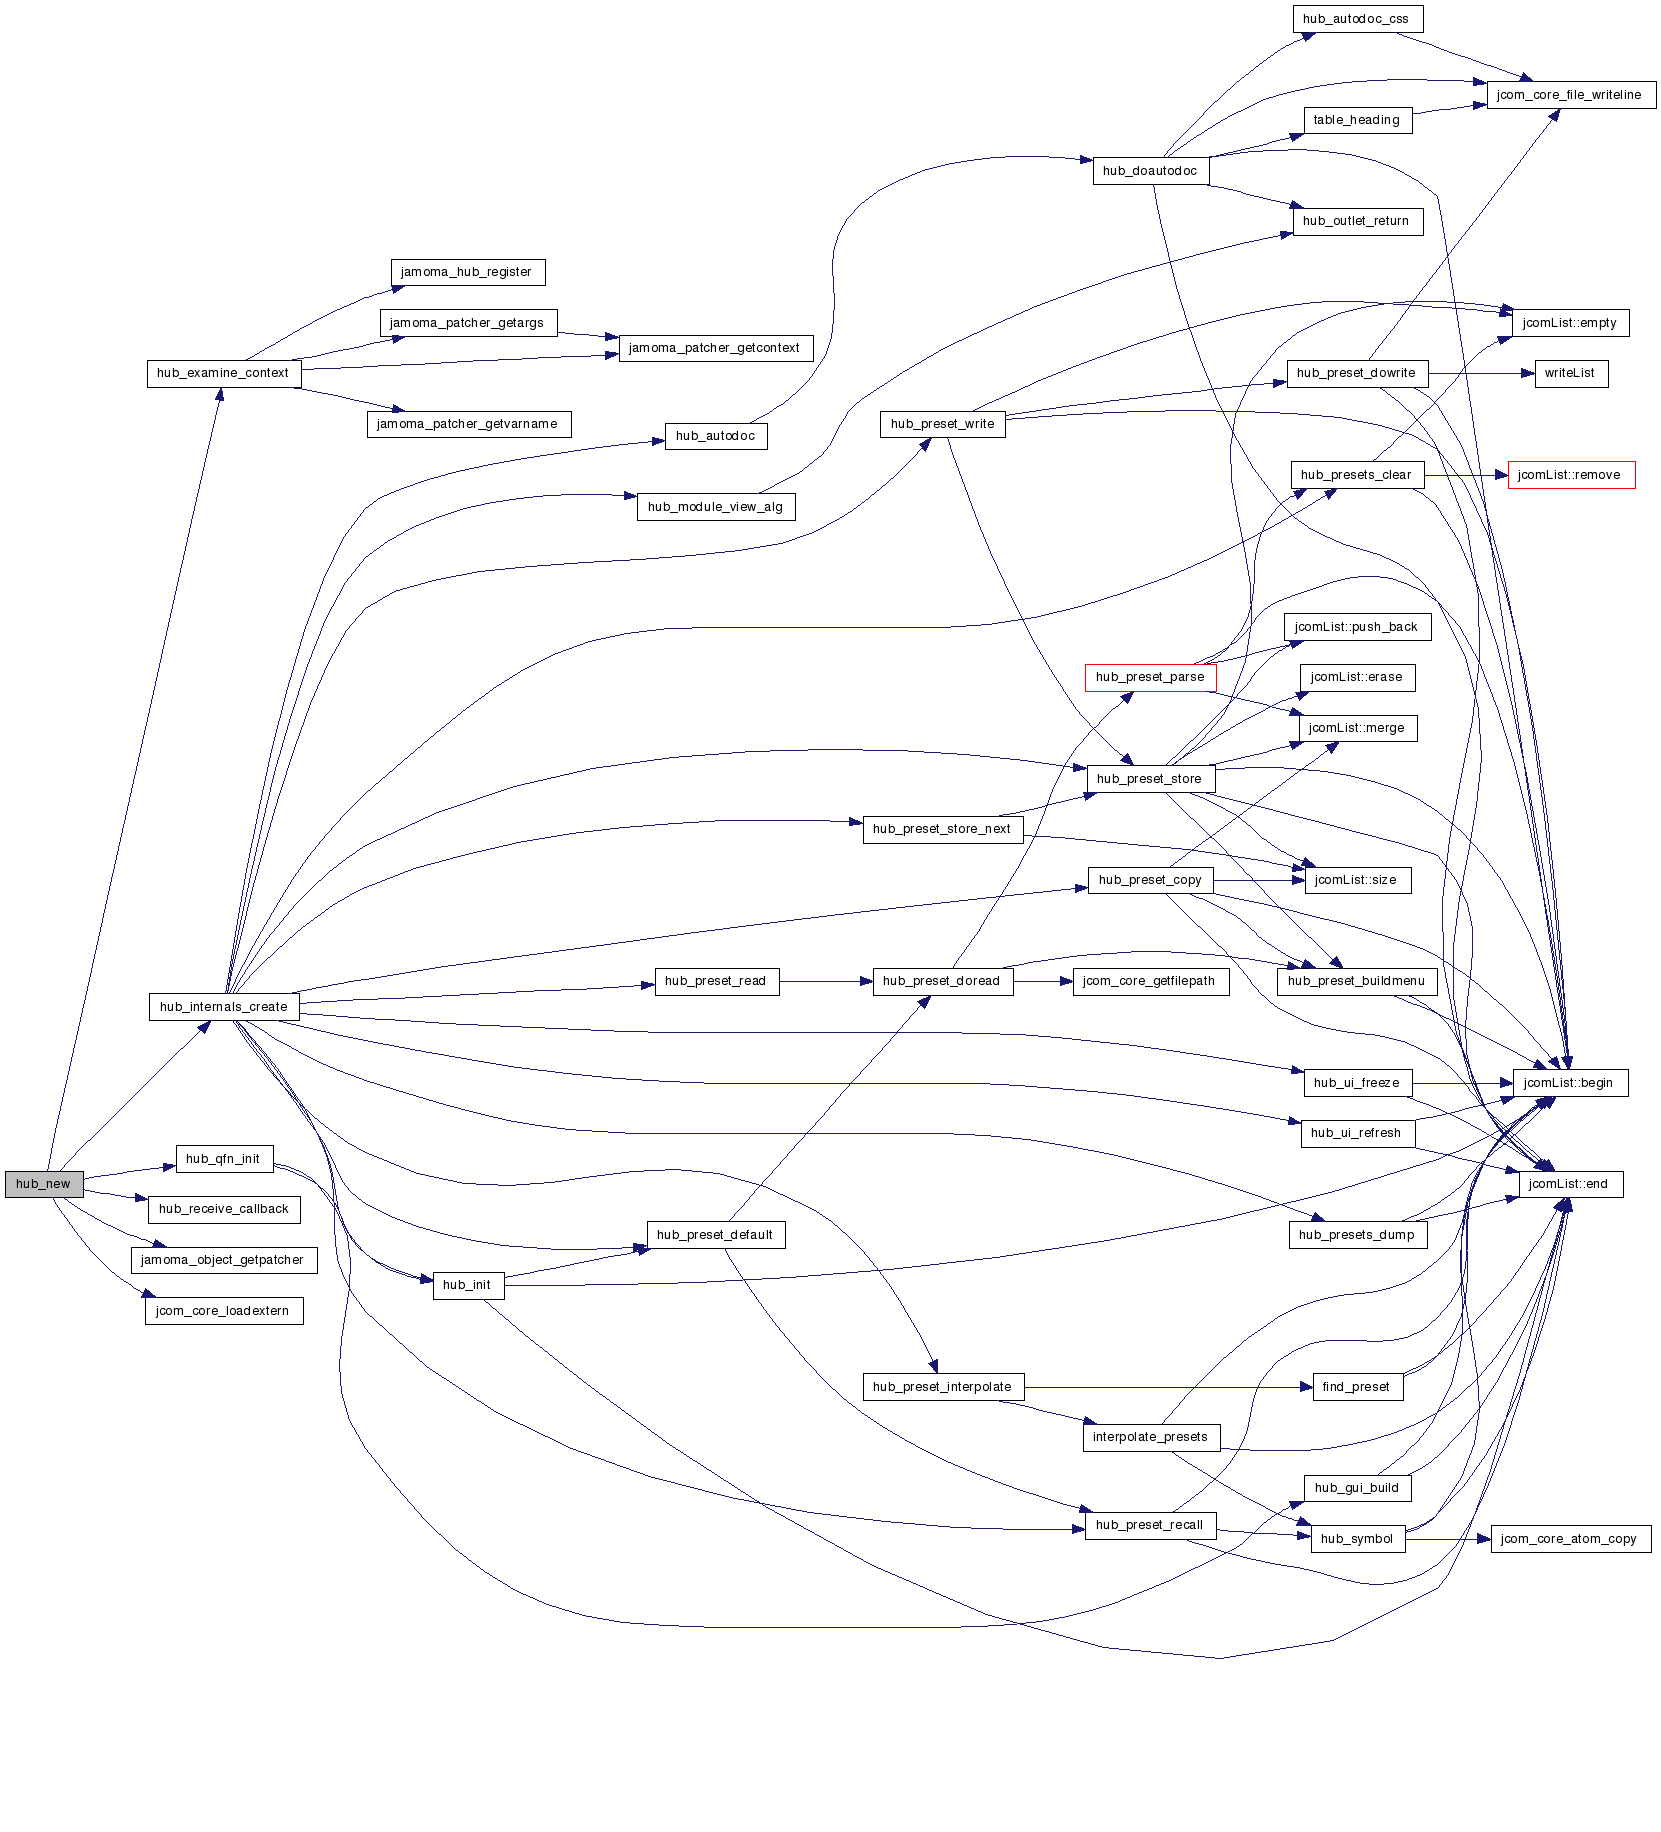 hub_autodoc_css
jcom_core_file_writeline
table_heading
hub_doautodoc
hub_outlet_return
jamoma_hub_register
jamoma_patcher_getargs
jcomList::empty
jamoma_patcher_getcontext
hub_examine_context
hub_preset_dowrite
writeList
jamoma_patcher_getvarname
hub_preset_write
hub_autodoc
hub_presets_clear
jcomList::remove
hub_module_view_alg
jcomList::push_back
hub_preset_parse
jcomList::erase
jcomList::merge
hub_preset_store
hub_preset_store_next
hub_preset_copy
jcomList::size
hub_preset_read
hub_preset_doread
jcom_core_getfilepath
hub_preset_buildmenu
hub_internals_create
hub_ui_freeze
jcomList::begin
hub_ui_refresh
hub_qfn_init
hub_new
jcomList::end
hub_receive_callback
hub_preset_default
hub_presets_dump
jamoma_object_getpatcher
hub_init
jcom_core_loadextern
hub_preset_interpolate
find_preset
interpolate_presets
hub_gui_build
hub_preset_recall
hub_symbol
jcom_core_atom_copy